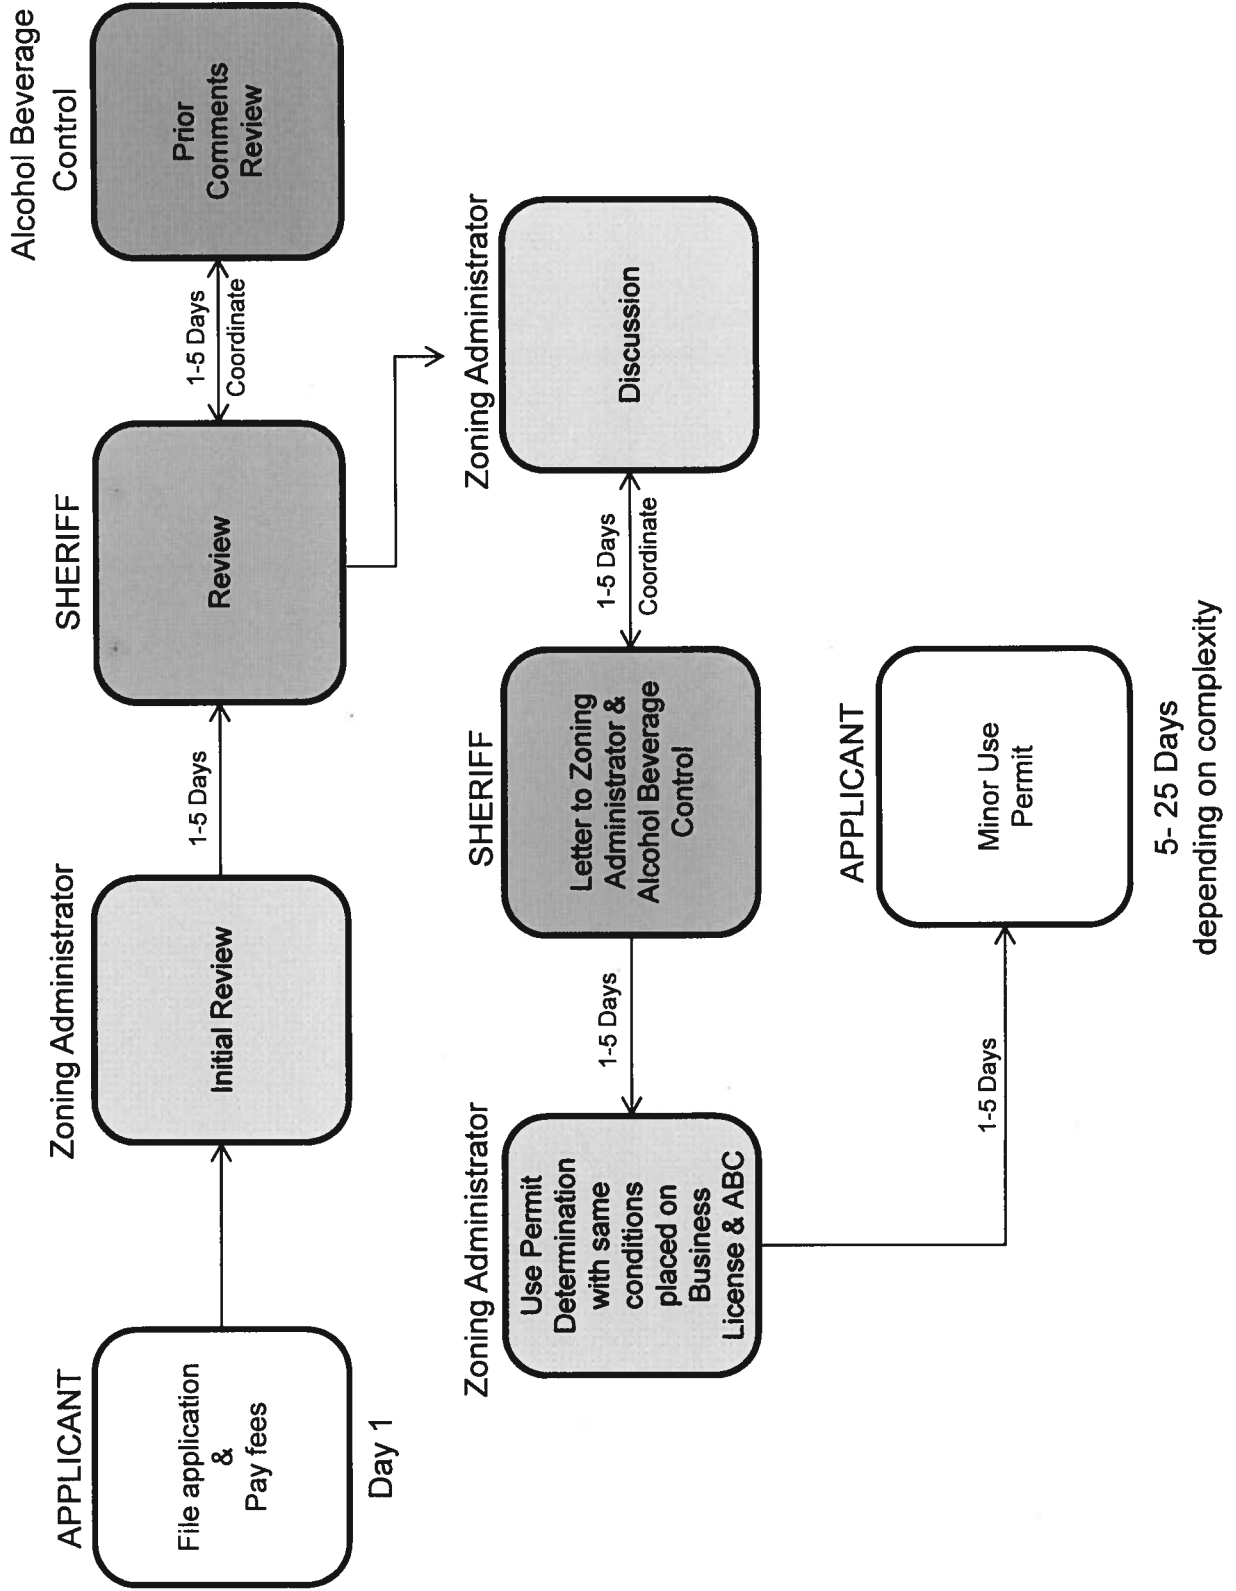 APPLICANT
File application
&
Pay fees
Day 1
Zoning Administrator
Initial Review
1-5 Days
SHERIFF
Review
1-5 Days
Coordinate
Alcohol Beverage
Control
Prior
Comments
Review
Zoning Administrator
Use Permit
Determination
with same
conditions
placed on
Business
License & ABC
1-5 Days
SHERIFF
Letter to Zoning
Administrator &
Alcohol Beverage
Control
1-5 Days
Coordinate
Zoning Administrator
Discussion
1-5 Days
APPLICANT
Minor Use
Permit
5- 25 Days
depending on complexity